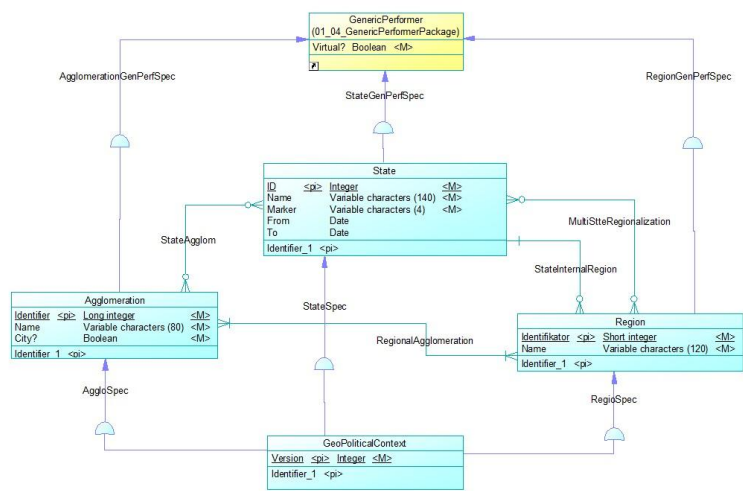 GenericPerformer
(01_04_GenericPerformerPackage)
Virtual? Boolean <M>
AgglomerationGenPerfSpec
StateGenPerfSpec
RegionGenPerfSpec
State
ID <pi> Integer <M>
Name Variable characters (140) <M>
Marker Variable characters (4) <M>
From Date
To Date
Identifier_1 <pi>
StateAgglom
MultiStteRegionalization
StateInternalRegion
Agglomeration
Identifier <pi> Long integer <M>
Name Variable characters (80) <M>
City? Boolean <M>
Identifier_1 <pi>
StateSpec
RegionalAgglomeration
Region
Identifikator <pi> Short integer <M>
Name Variable characters (120) <M>
Identifier_1 <pi>
AggloSpec
RegioSpec
GeoPoliticalContext
Version <pi> Integer <M>
Identifier_1 <pi>